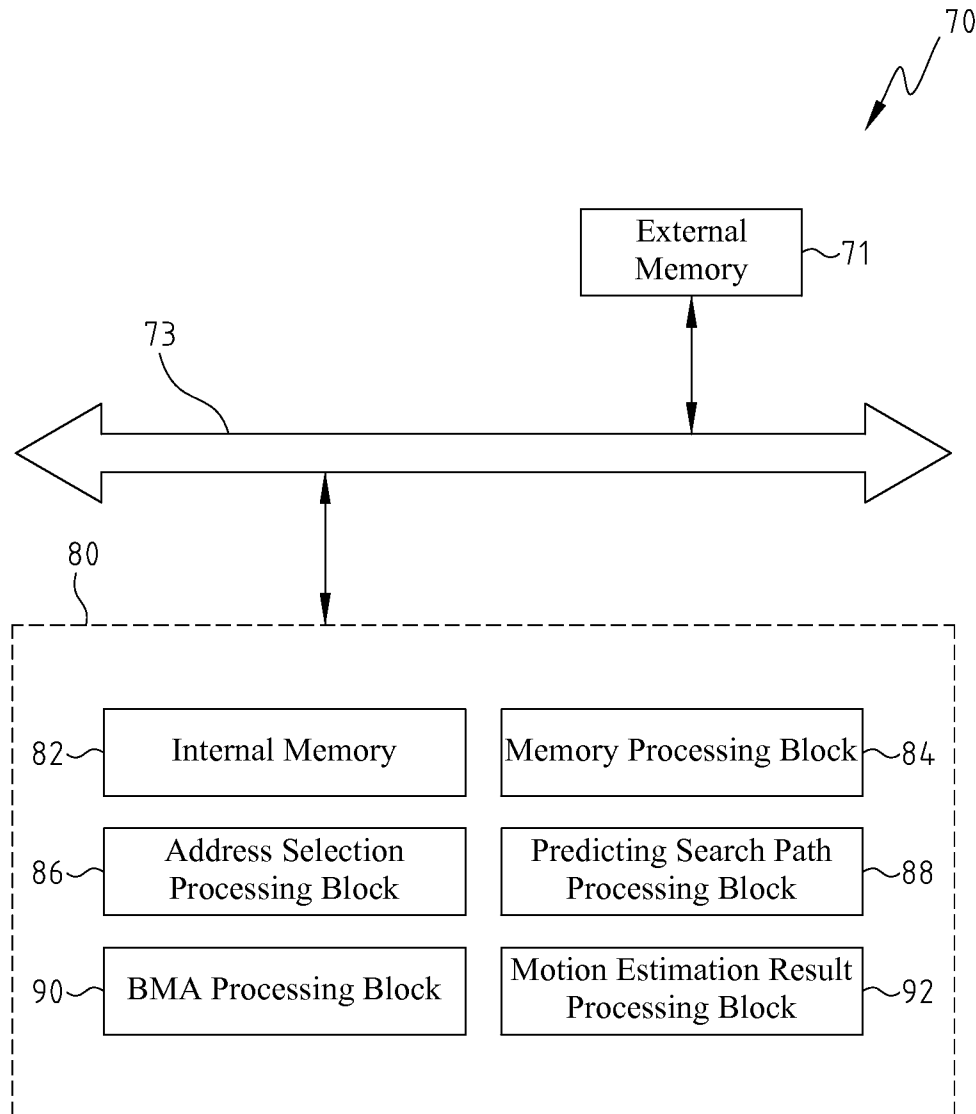 70
External
Memory
71
73
80
82
Internal Memory
Memory Processing Block
84
86
Address Selection
Processing Block
Predicting Search Path
Processing Block
88
90
BMA Processing Block
Motion Estimation Result
Processing Block
92